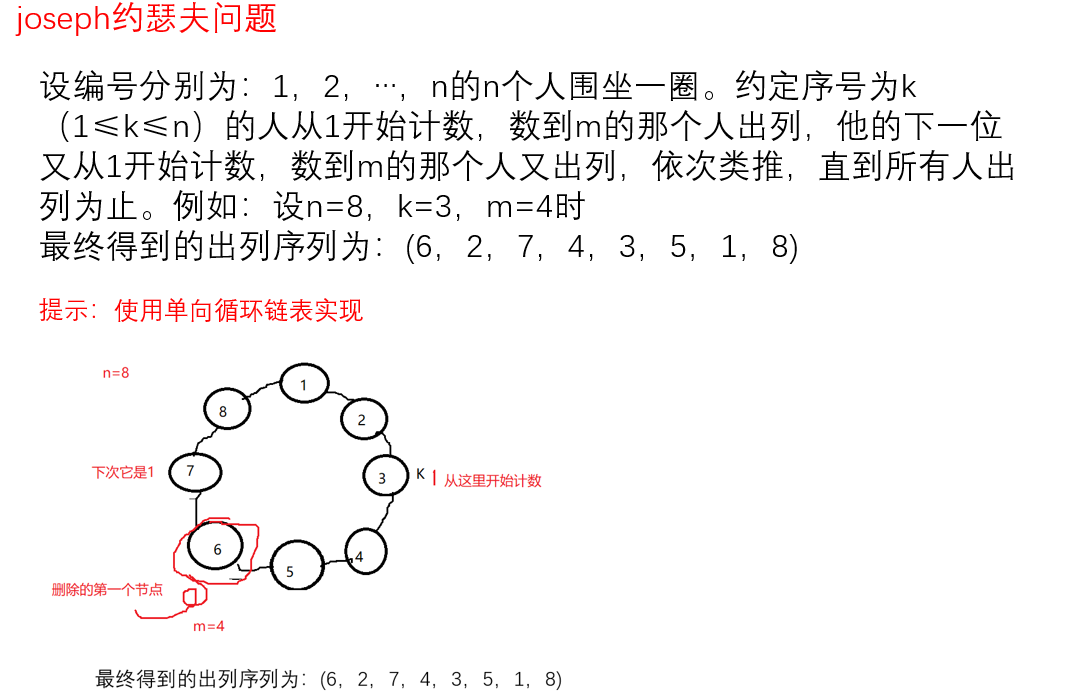 joseph约瑟夫问题
设编号分别为：1，2，…，n的n个人围坐一圈。约定序号为k
（1≤k≤n）的人从1开始计数，数到m的那个人出列，他的下一位
又从1开始计数，数到m的那个人又出列，依次类推，直到所有人出
列为止。例如：设n=8，k=3，m=4时
最终得到的出列序列为：(6，2，7，4，3，5，1，8)
提示：使用单向循环链表实现
n=8
1
8
2
下次它是1
7
3
K
1
从这里开始计数
6
4
5
删除的第一个节点
m=4
最终得到的出列序列为：(6，2，7，4，3，5，1，8)